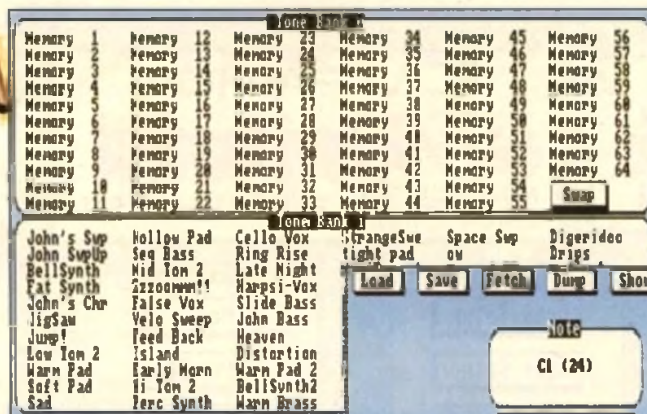 Tone Bank
Memory 1 Memory 12 Memory 23 Memory 34 Memory 45 Memory 56
Memory 2 Memory 13 Memory 24 Memory 35 Memory 46 Memory 57
Memory 3 Memory 14 Memory 25 Memory 36 Memory 47 Memory 58
Memory 4 Memory 15 Memory 26 Memory 37 Memory 48 Memory 59
Memory 5 Memory 16 Memory 27 Memory 38 Memory 49 Memory 60
Memory 6 Memory 17 Memory 28 Memory 39 Memory 50 Memory 61
Memory 7 Memory 18 Memory 29 Memory 40 Memory 51 Memory 62
Memory 8 Memory 19 Memory 30 Memory 41 Memory 52 Memory 63
Memory 9 Memory 20 Memory 31 Memory 42 Memory 53 Memory 64
Memory 10 Memory 21 Memory 32 Memory 43 Memory 54
Memory 11 Memory 22 Memory 33 Memory 44 Memory 55 Swap
Tone Bank
John's Swp Hollow Pad Cello Vox StrangeSwe Space Swp Digeridoo
John SwpUp Seq Bass Ring Rise tight pad ow Drips
BellSynth Mid Tom 2 Late Night
Fat Synth Zzzoommm!! Harpsi-Vox Load Save Fetch Dump Show
John's Chr False Vox Slide Bass
JigSaw Velo Sweep John Bass
Jump! Feed Back Heaven Note
Low Tom 2 Island Distortion
Warm Pad Early Morn Warm Pad 2 C1 (24)
Soft Pad Hi Tom 2 BellSynth2
Sad Perc Synth Warm Brass